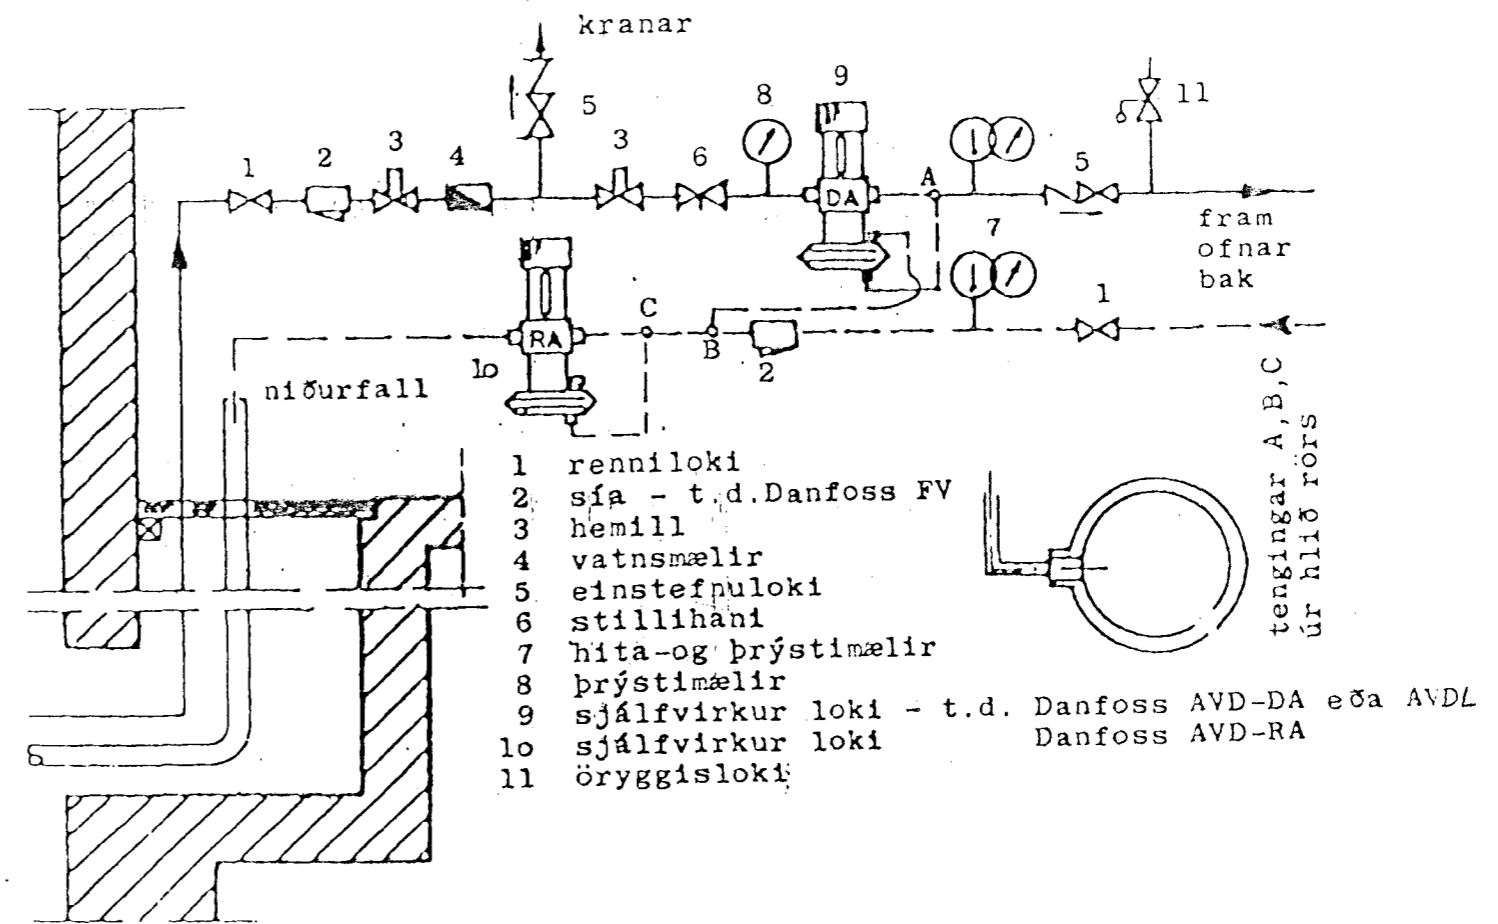 kranar
9
8
11
5
3
3
1
2
4
6
A
DA
7
fram
ofnar
bak
C
1
RA
B
lo
2
niðurfall
1 renniloki
2 sía - t.d.Danfoss FV
3 hemill
4 vatnsmælir
5 einstefnuloki
6 stillihani
7 hita-og þrýstimælir
8 þrýstimælir
9 sjálfvirkur loki - t.d. Danfoss AVD-DA eða AVDL
lo sjálfvirkur loki Danfoss AVD-RA
11 öryggisloki
5
tengingar A,B,C
úr hlið rörs